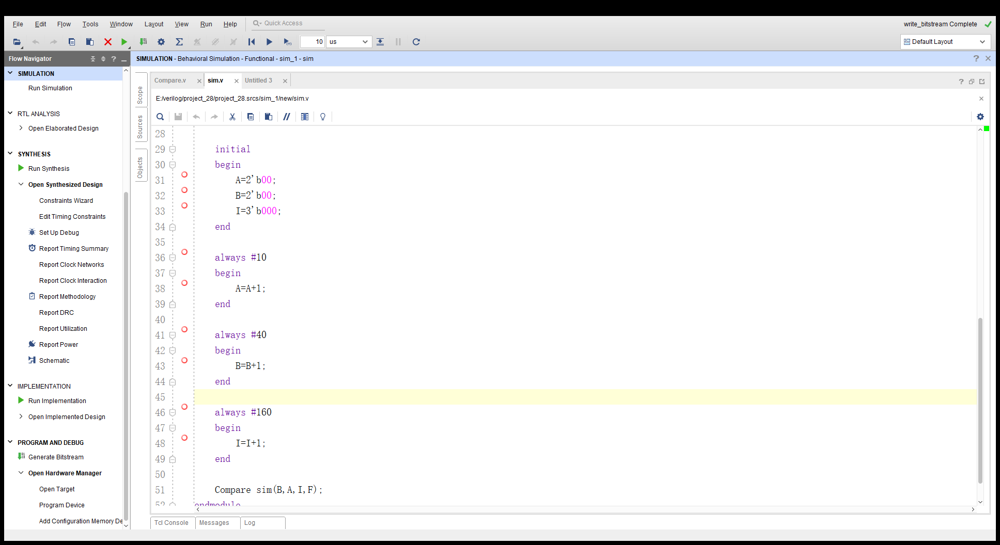 File Edit Flow Tools Window Layout View Run Help Quick Access write_bitstream Complete
10 us Default Layout
Flow Navigator ? SIMULATION - Behavioral Simulation - Functional - sim_1 - sim ?
SIMULATION
Run Simulation
RTL ANALYSIS
Open Elaborated Design
SYNTHESIS
Run Synthesis
Open Synthesized Design
Constraints Wizard
Edit Timing Constraints
Set Up Debug
Report Timing Summary
Report Clock Networks
Report Clock Interaction
Report Methodology
Report DRC
Report Utilization
Report Power
Schematic
IMPLEMENTATION
Run Implementation
Open Implemented Design
PROGRAM AND DEBUG
Generate Bitstream
Open Hardware Manager
Open Target
Program Device
Add Configuration Memory De
Scope
Sources
Objects
Compare.v sim.v Untitled 3 ?
E:/verilog/project_28/project_28.srcs/sim_1/new/sim.v
28
29 initial
30 begin
31 A=2'b00;
32 B=2'b00;
33 I=3'b000;
34 end
35
36 always #10
37 begin
38 A=A+1;
39 end
40
41 always #40
42 begin
43 B=B+1;
44 end
45
46 always #160
47 begin
48 I=I+1;
49 end
50
51 Compare sim(B,A,I,F);
52 endmodule
Tcl Console Messages Log